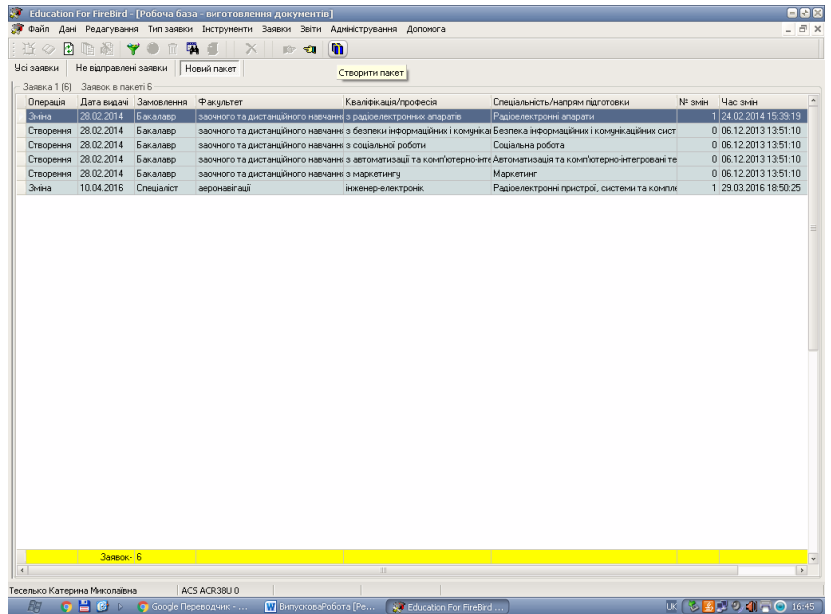 Education For FireBird - [Робоча база - виготовлення документів]
Файл Дані Редагування Тип заявки Інструменти Заявки Звіти Адміністрування Допомога
Усі заявки Не відправлені заявки Новий пакет
Створити пакет
Заявка 1 (6) Заявок в пакеті 6
Операція Дата видачі Замовлення Факультет Кваліфікація/професія Спеціальність/напрям підготовки № змін Час змін
Зміна 28.02.2014 Бакалавр заочного та дистанційного навчанн з радіоелектронних апаратів Радіоелектронні апарати 1 24.02.2014 15:39:19
Створення 28.02.2014 Бакалавр заочного та дистанційного навчанн з безпеки інформаційних і комуніка Безпека інформаційних і комунікаційних сист 0 06.12.2013 13:51:10
Створення 28.02.2014 Бакалавр заочного та дистанційного навчанн з соціальної роботи Соціальна робота 0 06.12.2013 13:51:10
Створення 28.02.2014 Бакалавр заочного та дистанційного навчанн з автоматизації та комп'ютерно-інте Автоматизація та комп'ютерно-інтегровані те 0 06.12.2013 13:51:10
Створення 28.02.2014 Бакалавр заочного та дистанційного навчанн з маркетингу Маркетинг 0 06.12.2013 13:51:10
Зміна 10.04.2016 Спеціаліст аеронавігації інженер-електронік Радіоелектронні пристрої, системи та компле 1 29.03.2016 18:50:25
Заявок- 6
Теселько Катерина Миколаївна ACS ACR38U 0
Google Переводчик - ... ВипусковаРобота [Ре... Education For FireBird ... UK 16:45